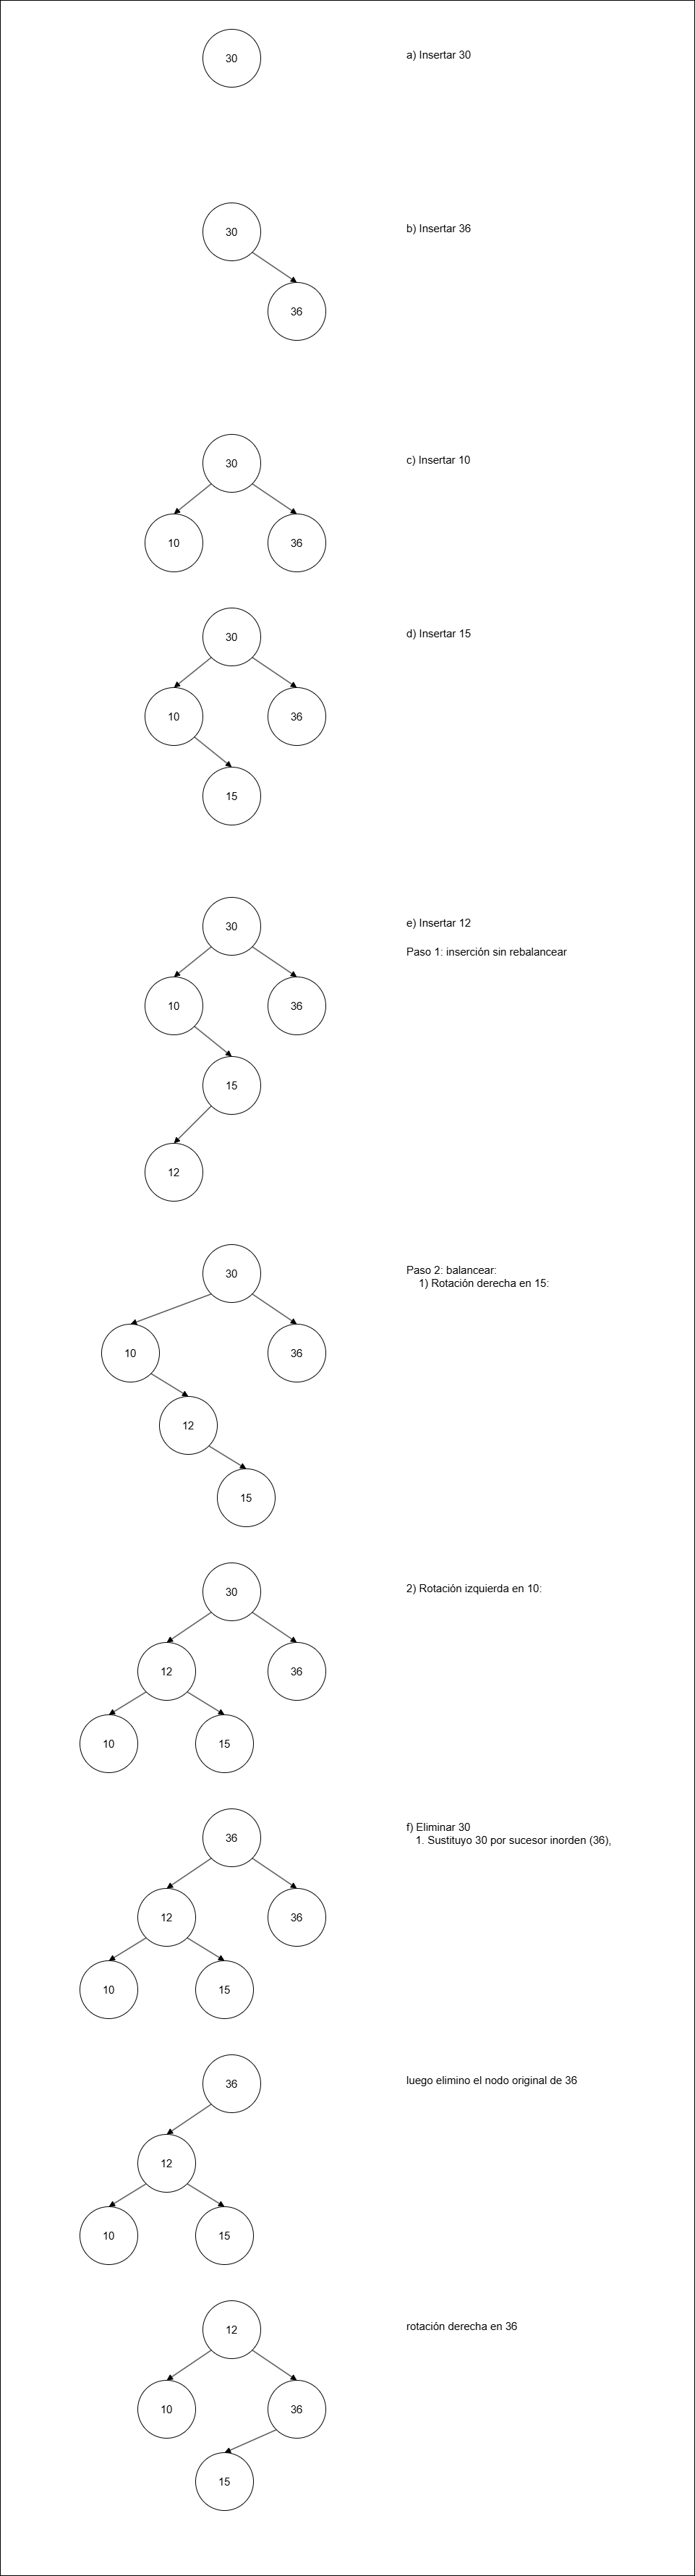 30
a) Insertar 30
30
b) Insertar 36
36
30
c) Insertar 10
10
36
30
d) Insertar 15
10
36
15
30
e) Insertar 12
Paso 1: inserción sin rebalancear
10
36
15
12
30
Paso 2: balancear:
1) Rotación derecha en 15:
10
36
12
15
30
2) Rotación izquierda en 10:
12
36
10
15
36
f) Eliminar 30
1. Sustituyo 30 por sucesor inorden (36),
12
36
10
15
36
luego elimino el nodo original de 36
12
10
15
12
rotación derecha en 36
10
36
15